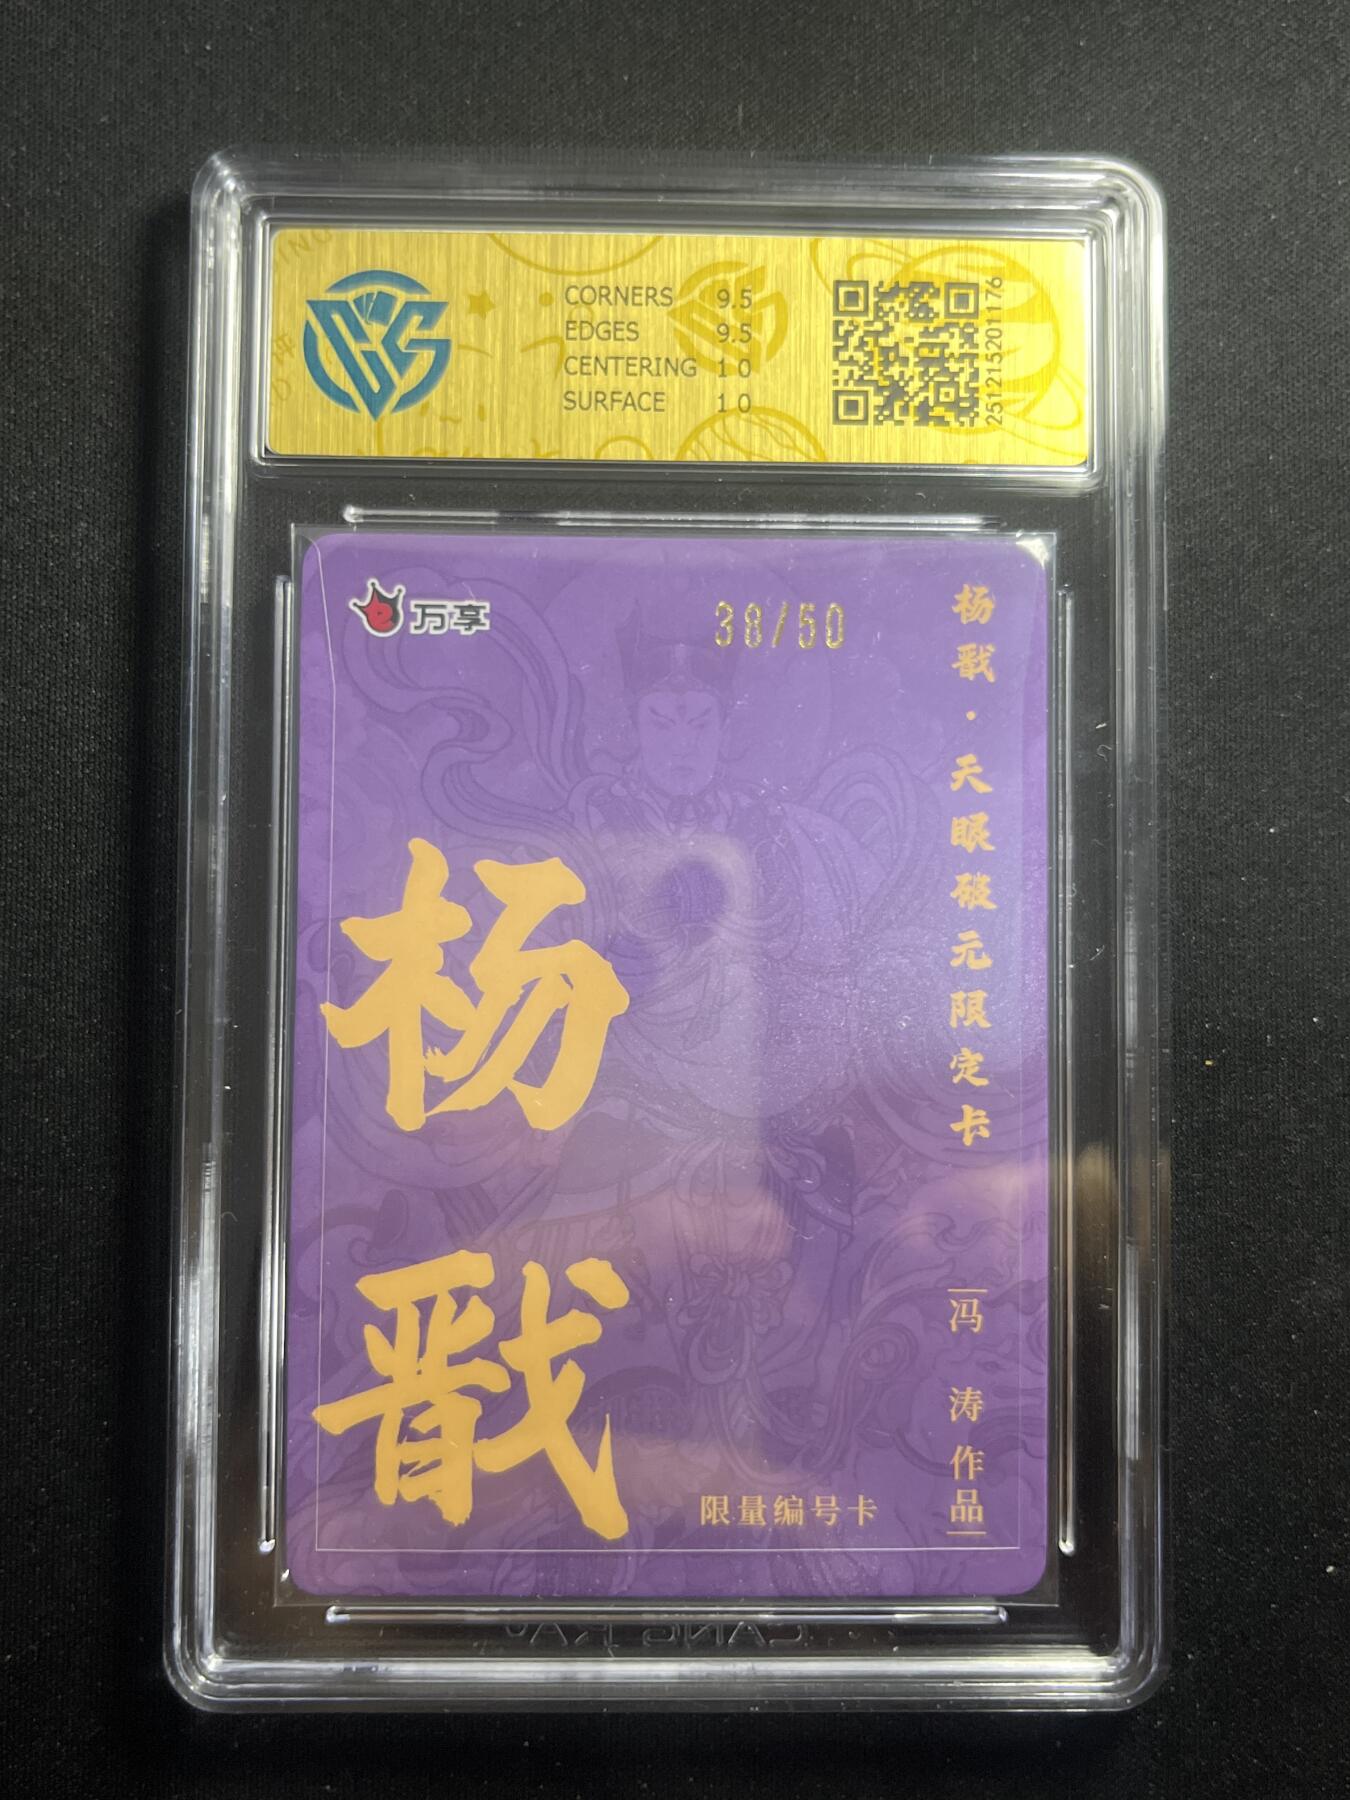 CORNERS 9.5
EDGES 9.5
CENTERING 10
SURFACE 10
251215201176
万享
38/50
杨戬·天眼破元限定卡
杨戬
冯涛作品
限量编号卡